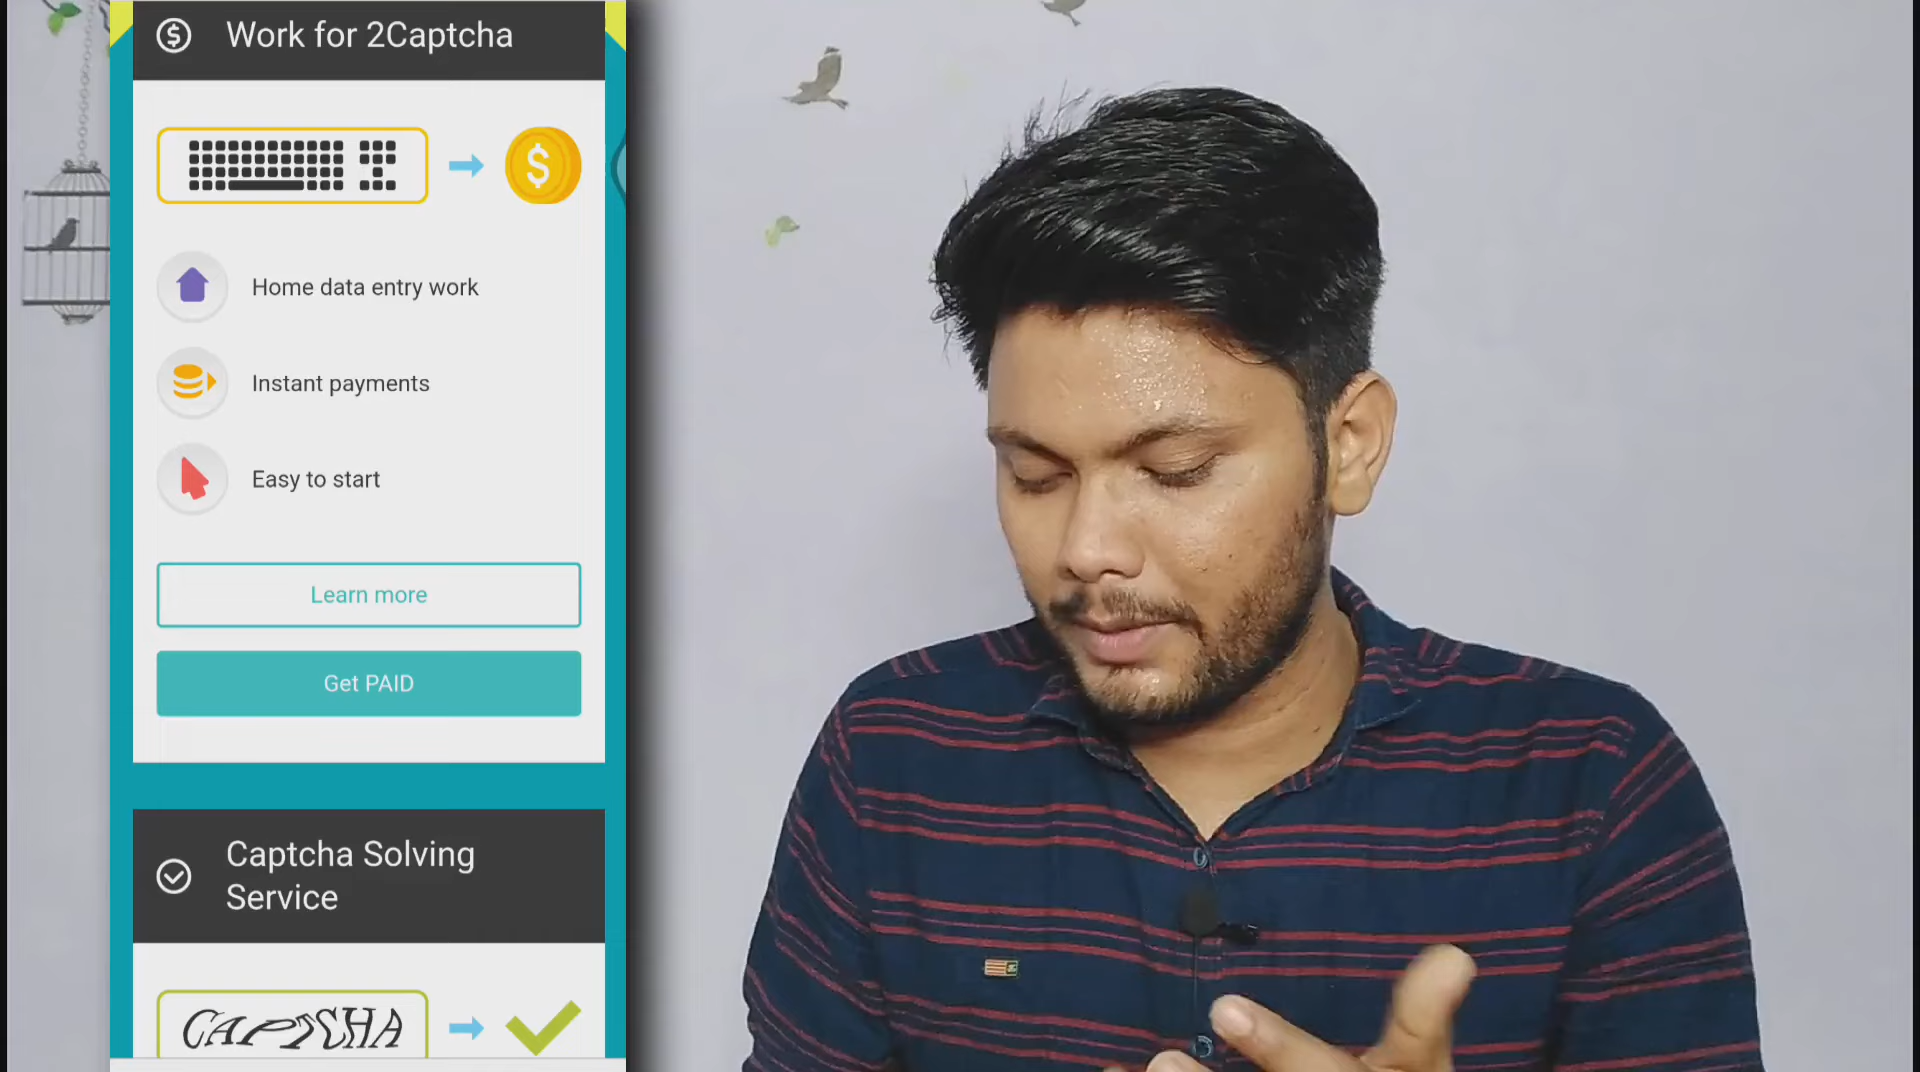 Work for 2Captcha
Home data entry work
Instant payments
Easy to start
Learn more
Get PAID
Captcha Solving
Service
CAPTCHA